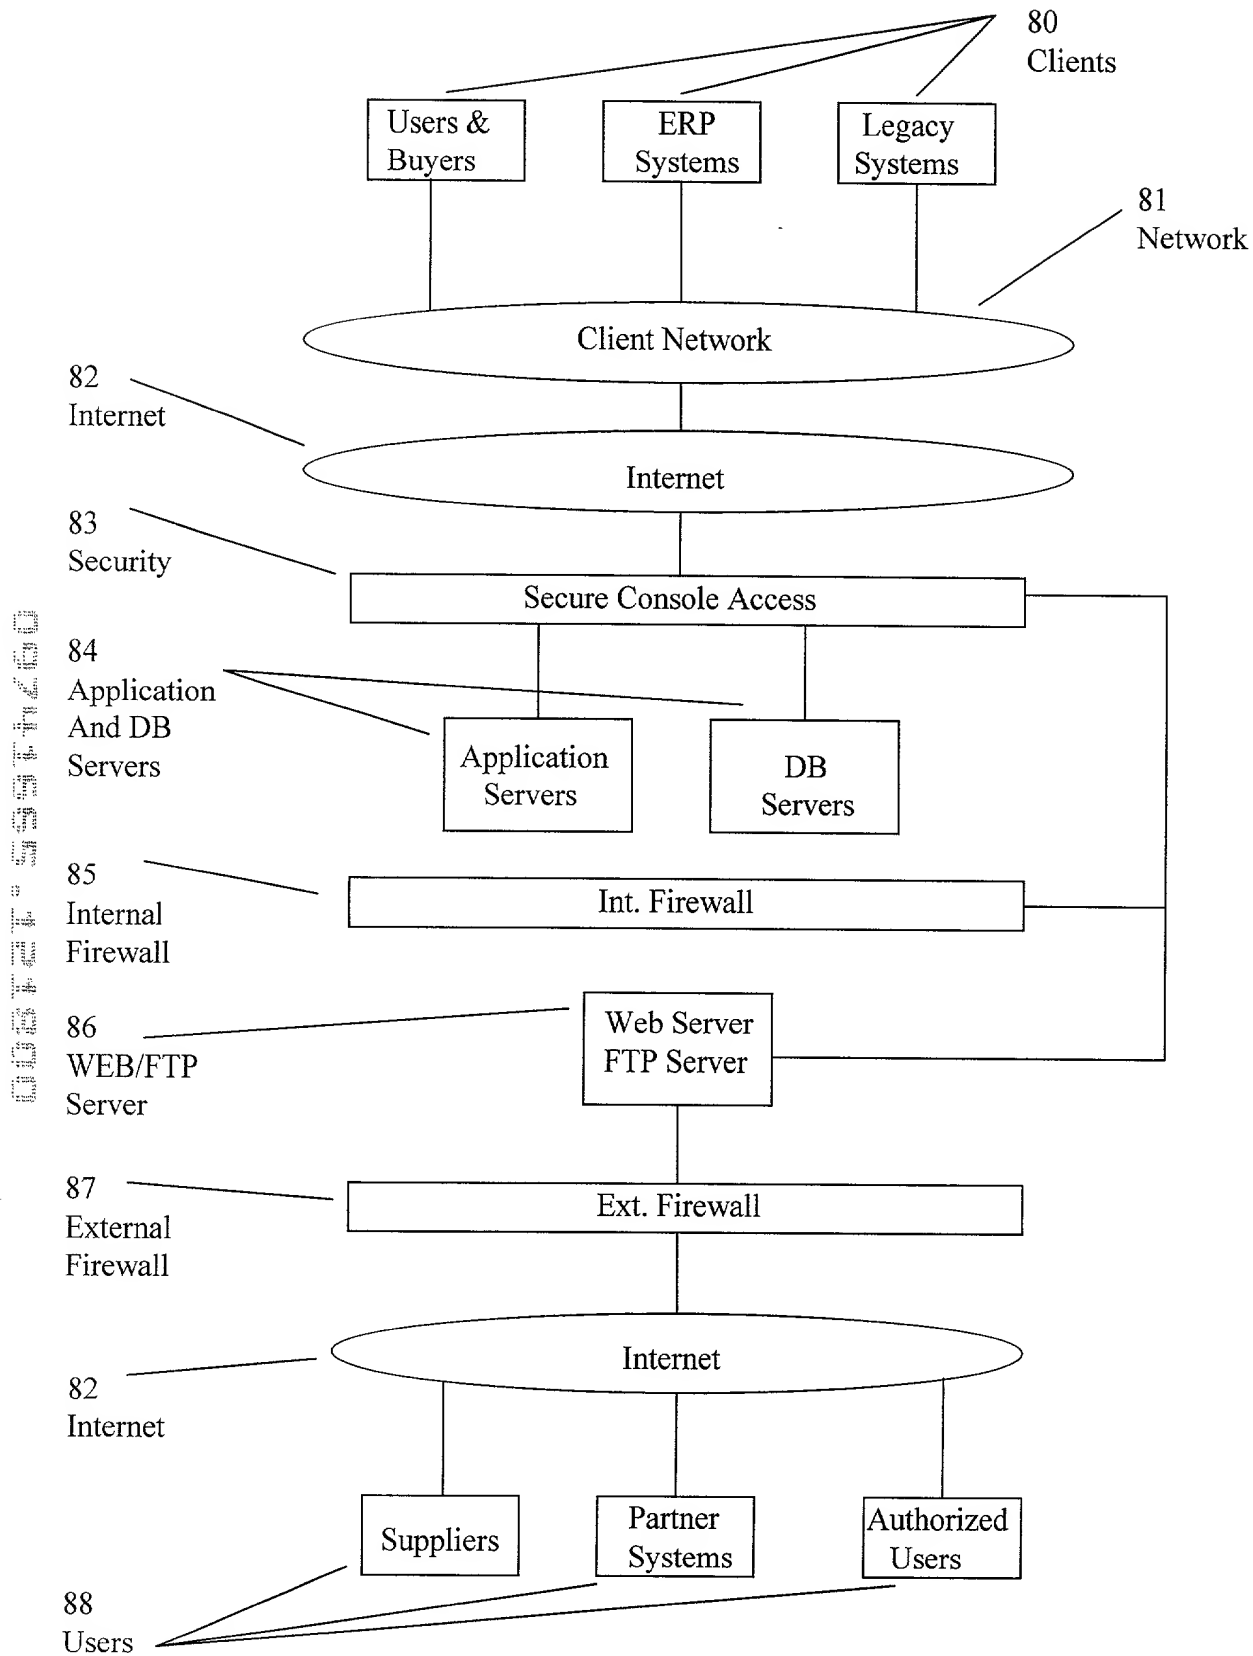 80
Clients
Users &
Buyers
ERP
Systems
Legacy
Systems
81
Network
Client Network
82
Internet
Internet
83
Security
Secure Console Access
84
Application
And DB
Servers
Application
Servers
DB
Servers
85
Internal
Firewall
Int. Firewall
86
WEB/FTP
Server
Web Server
FTP Server
87
External
Firewall
Ext. Firewall
82
Internet
Internet
Suppliers
Partner
Systems
Authorized
Users
88
Users
09741555.121800